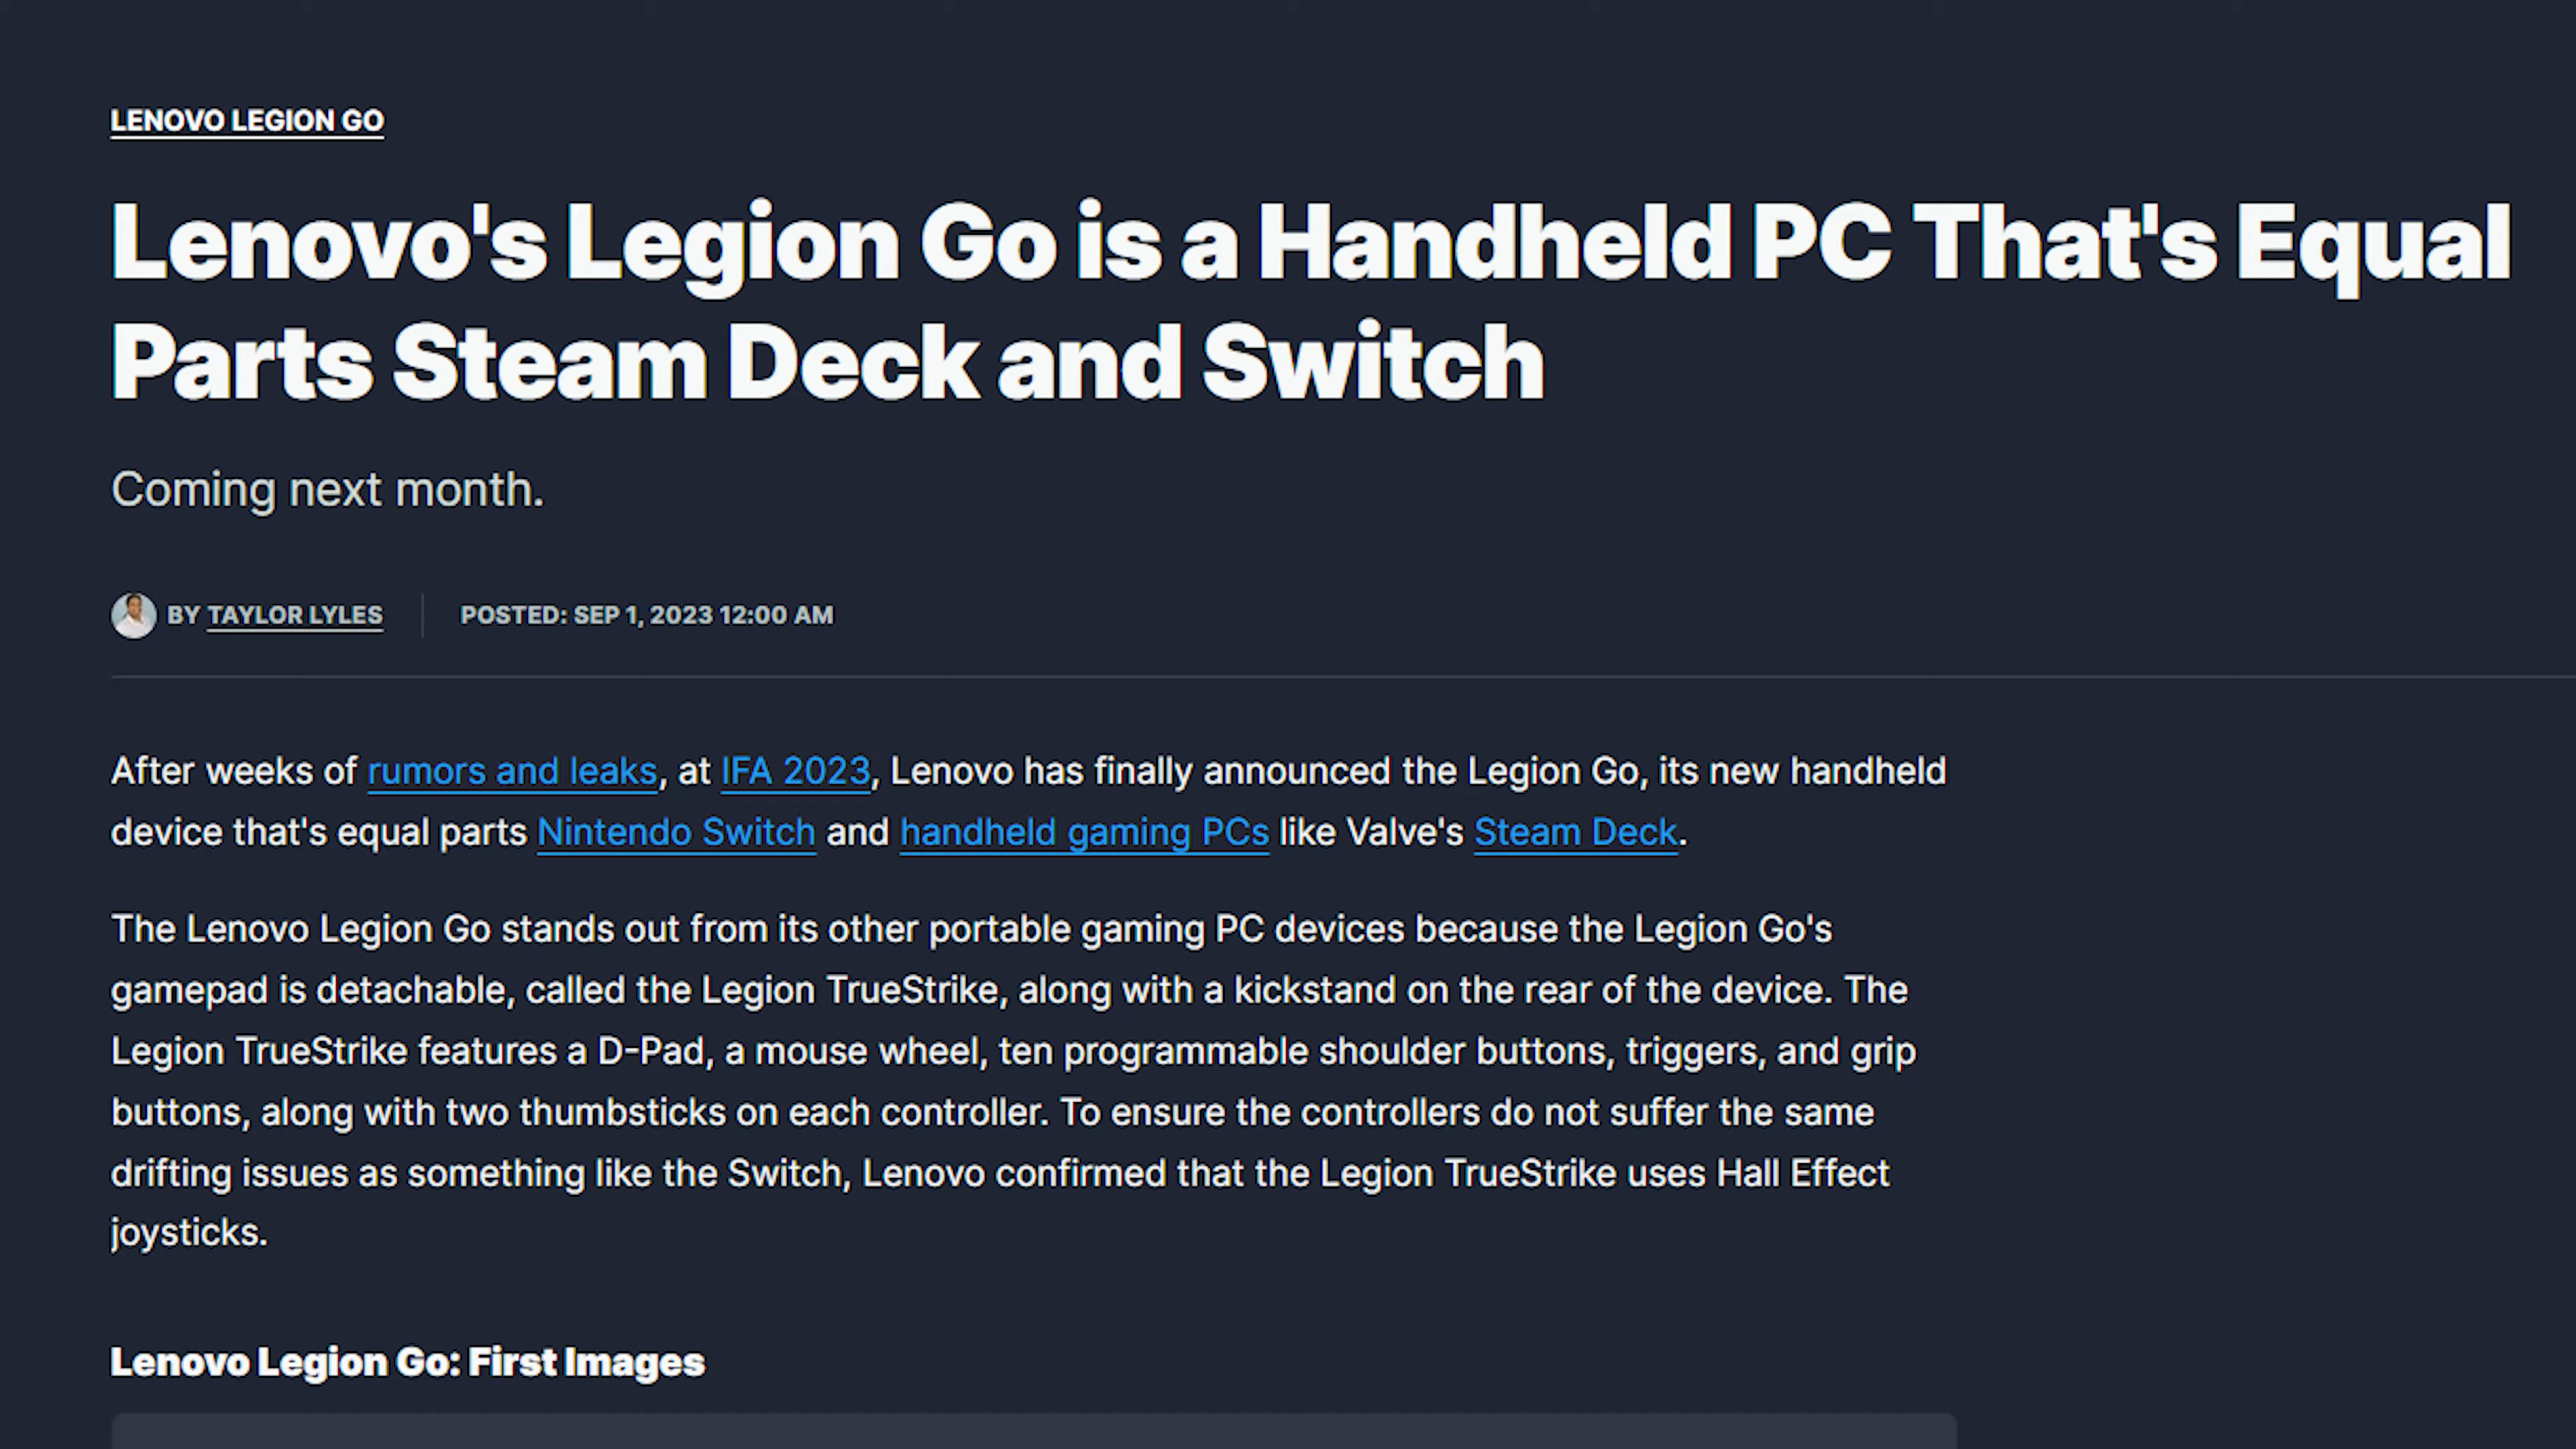 LENOVO LEGION GO
Lenovo's Legion Go is a Handheld PC That's Equal
Parts Steam Deck and Switch
Coming next month.
BY TAYLOR LYLES POSTED: SEP 1, 2023 12:00 AM
After weeks of rumors and leaks, at IFA 2023, Lenovo has finally announced the Legion Go, its new handheld
device that's equal parts Nintendo Switch and handheld gaming PCs like Valve's Steam Deck.
The Lenovo Legion Go stands out from its other portable gaming PC devices because the Legion Go's
gamepad is detachable, called the Legion TrueStrike, along with a kickstand on the rear of the device. The
Legion TrueStrike features a D-Pad, a mouse wheel, ten programmable shoulder buttons, triggers, and grip
buttons, along with two thumbsticks on each controller. To ensure the controllers do not suffer the same
drifting issues as something like the Switch, Lenovo confirmed that the Legion TrueStrike uses Hall Effect
joysticks.
Lenovo Legion Go: First Images